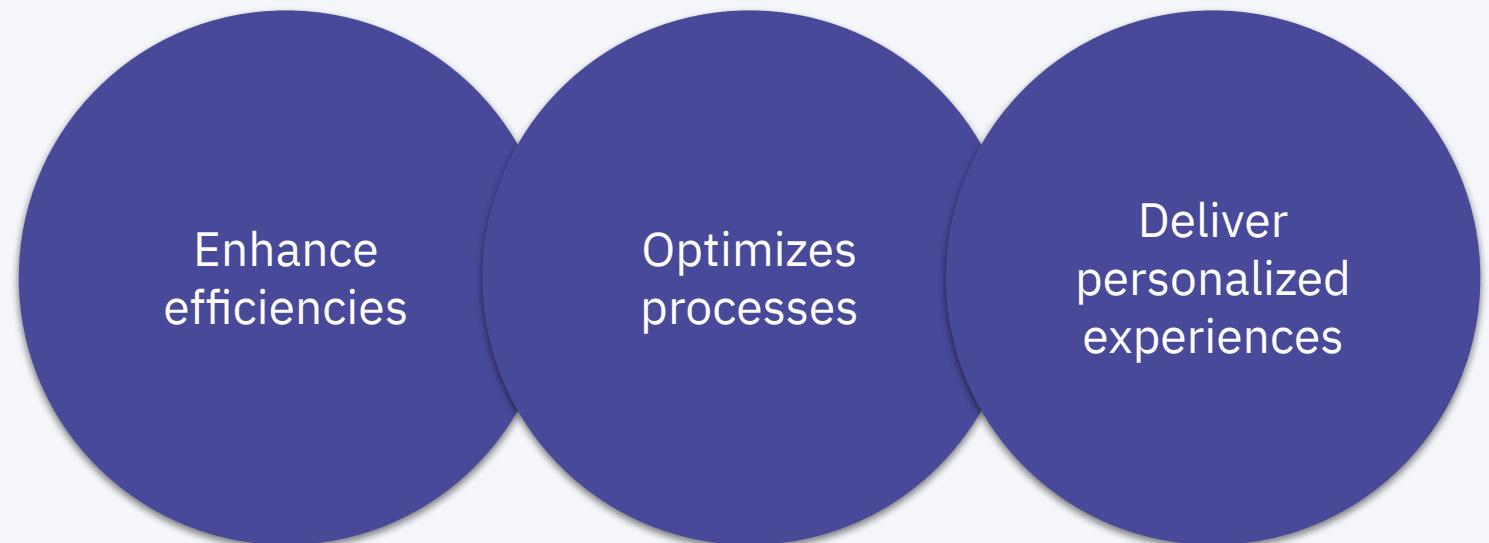 Enhance
efficiencies
Optimizes
processes
Deliver
personalized
experiences